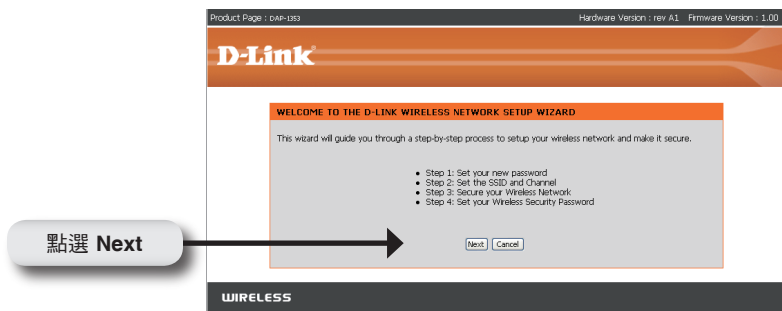 Product Page : DAP-1353 Hardware Version : rev A1 Firmware Version : 1.00
D-Link
WELCOME TO THE D-LINK WIRELESS NETWORK SETUP WIZARD
This wizard will guide you through a step-by-step process to setup your wireless network and make it secure.
• Step 1: Set your new password
• Step 2: Set the SSID and Channel
• Step 3: Secure your Wireless Network
• Step 4: Set your Wireless Security Password
點選 Next
Next Cancel
WIRELESS